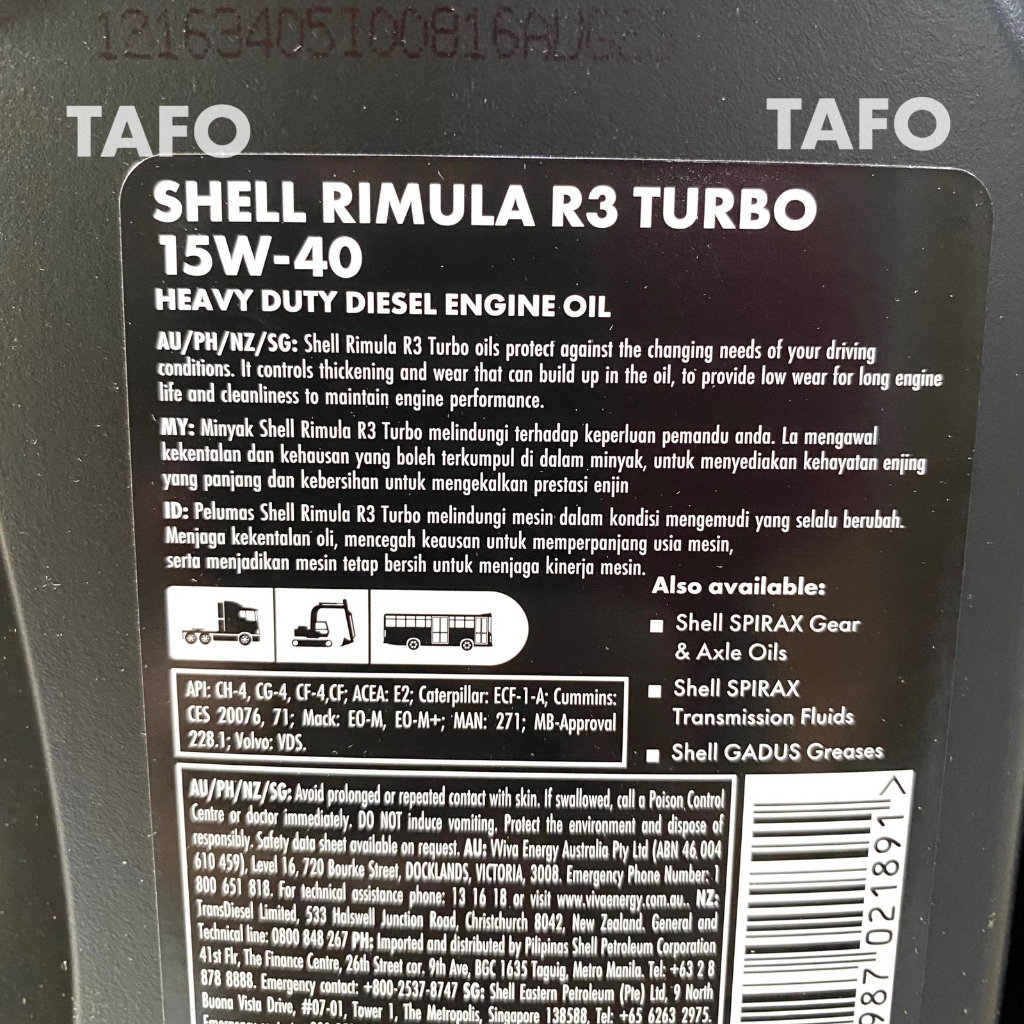 TAFO
TAFO
SHELL RIMULA R3 TURBO
15W-40
HEAVY DUTY DIESEL ENGINE OIL
AU/PH/NZ/SG: Shell Rimula R3 Turbo oils protect against the changing needs of your driving
conditions. It controls thickening and wear that can build up in the oil, to provide low wear for long engine
life and cleanliness to maintain engine performance.
MY: Minyak Shell Rimula R3 Turbo melindungi terhadap keperluan pemandu anda. La mengawal
kekentalan dan kehausan yang boleh terkumpul di dalam minyak, untuk menyediakan kehayatan enjing
yang panjang dan kebersihan untuk mengekalkan prestasi enjin
ID: Pelumas Shell Rimula R3 Turbo melindungi mesin dalam kondisi mengemudi yang selalu berubah.
Menjaga kekentalan oli, mencegah keausan untuk memperpanjang usia mesin,
serta menjadikan mesin tetap bersih untuk menjaga kinerja mesin.
Also available:
■ Shell SPIRAX Gear
& Axle Oils
■ Shell SPIRAX
Transmission Fluids
■ Shell GADUS Greases
API: CH-4, CG-4, CF-4,CF; ACEA: E2; Caterpillar: ECF-1-A; Cummins:
CES 20076, 71; Mack: EO-M, EO-M+; MAN: 271; MB-Approval
228.1; Volvo: VDS.
AU/PH/NZ/SG: Avoid prolonged or repeated contact with skin. If swallowed, call a Poison Control
Centre or doctor immediately. DO NOT induce vomiting. Protect the environment and dispose of
responsibly. Safety data sheet available on request. AU: Wiva Energy Australia Pty Ltd (ABN 46 004
610 459), Level 16, 720 Bourke Street, DOCKLANDS, VICTORIA, 3008. Emergency Phone Number: 1
800 651 818. For technical assistance phone: 13 16 18 or visit www.vivaenergy.com.au.. NZ:
TransDiesel Limited, 533 Halswell Junction Road, Christchurch 8042, New Zealand. General and
Technical line: 0800 848 267 PH: Imported and distributed by Pilipinas Shell Petroleum Corporation
41st Flr, The Finance Centre, 26th Street cor. 9th Ave, BGC 1635 Taguig, Metro Manila. Tel: +63 2 8
878 8888. Emergency contact: +800-2537-8747 SG: Shell Eastern Petroleum (Pte) Ltd, 9 North
Buona Vista Drive, #07-01, Tower 1, The Metropolis, Singapore 138588, Tel: +65 6263 2975.
987 021891 >